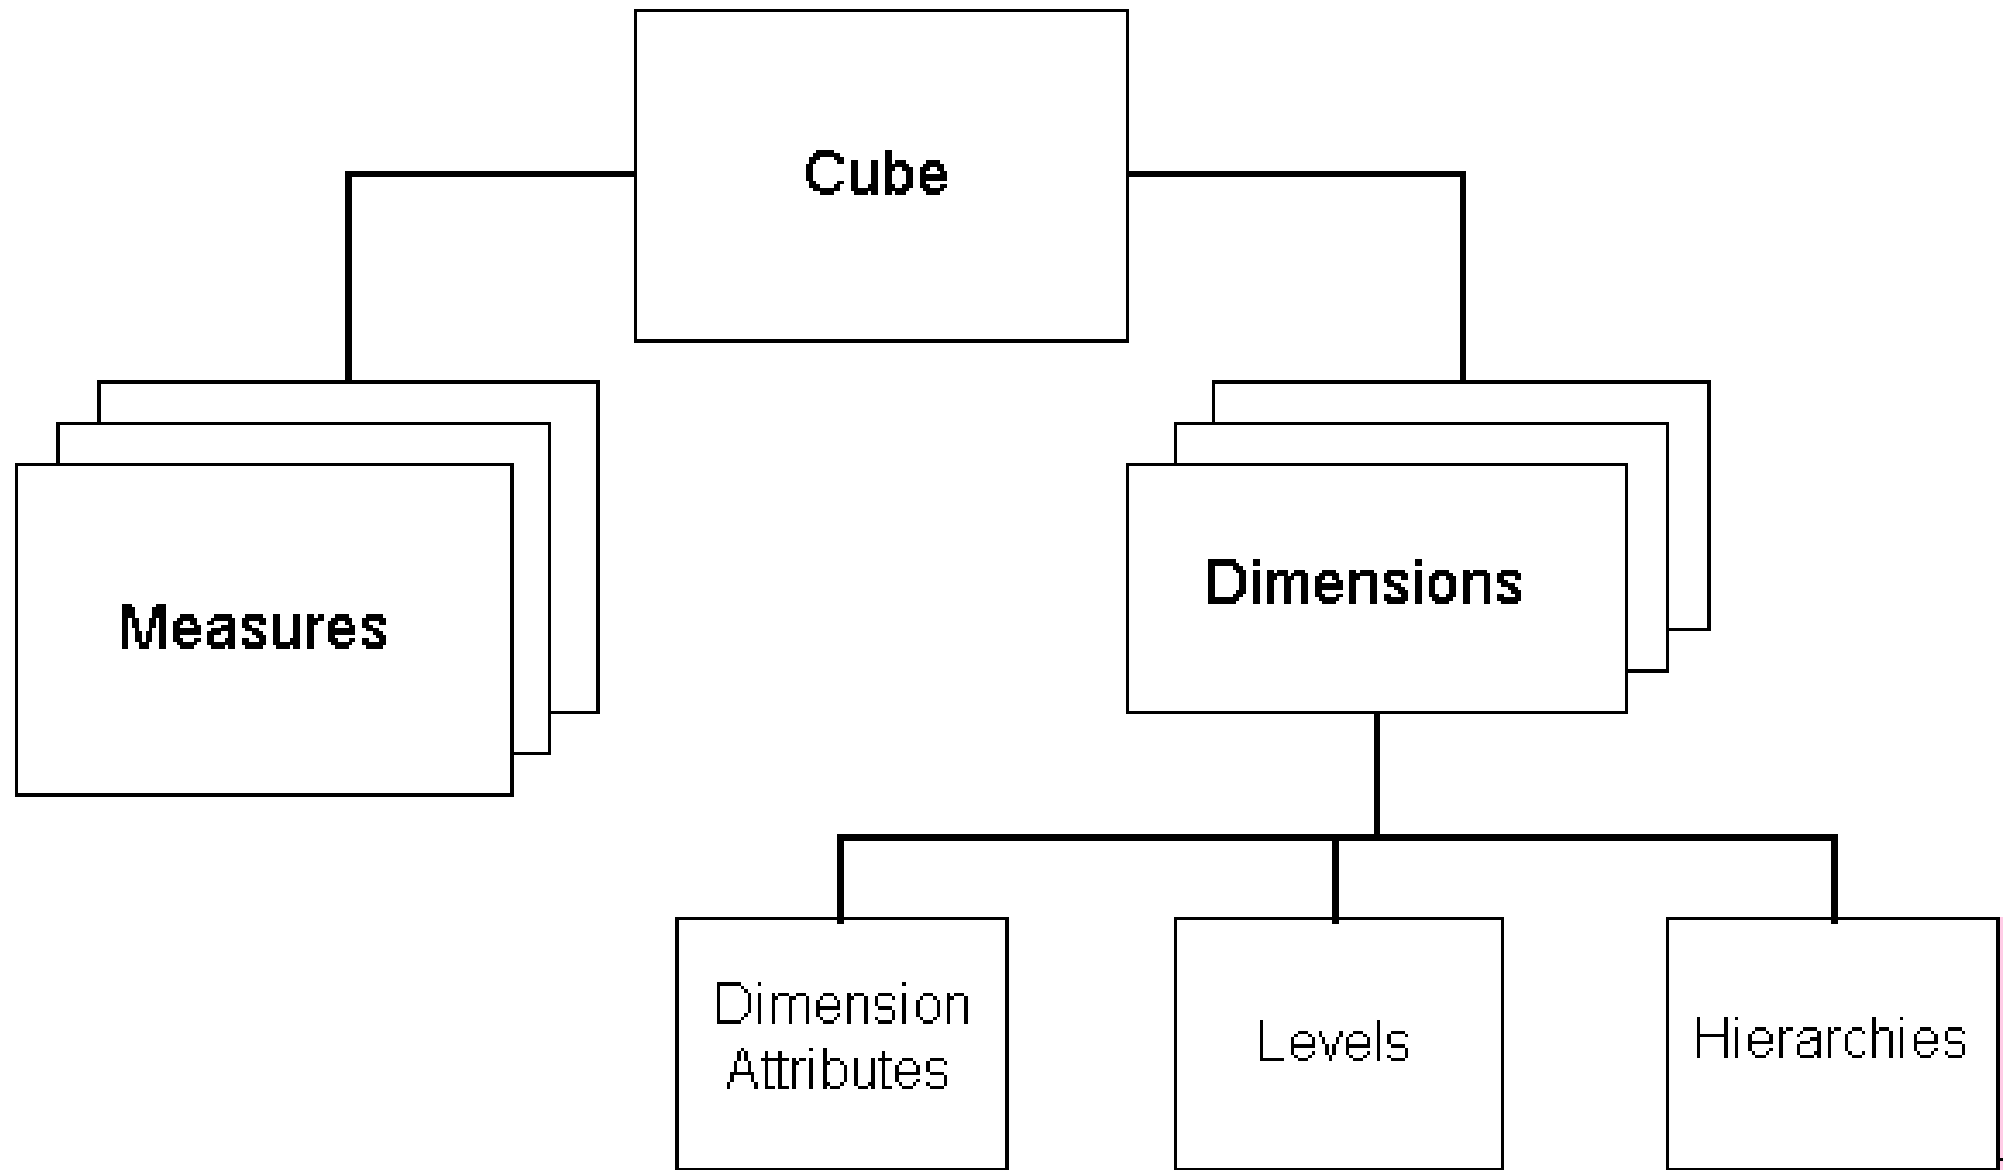 Cube
Measures
Dimensions
Dimension
Attributes
Levels
Hierarchies